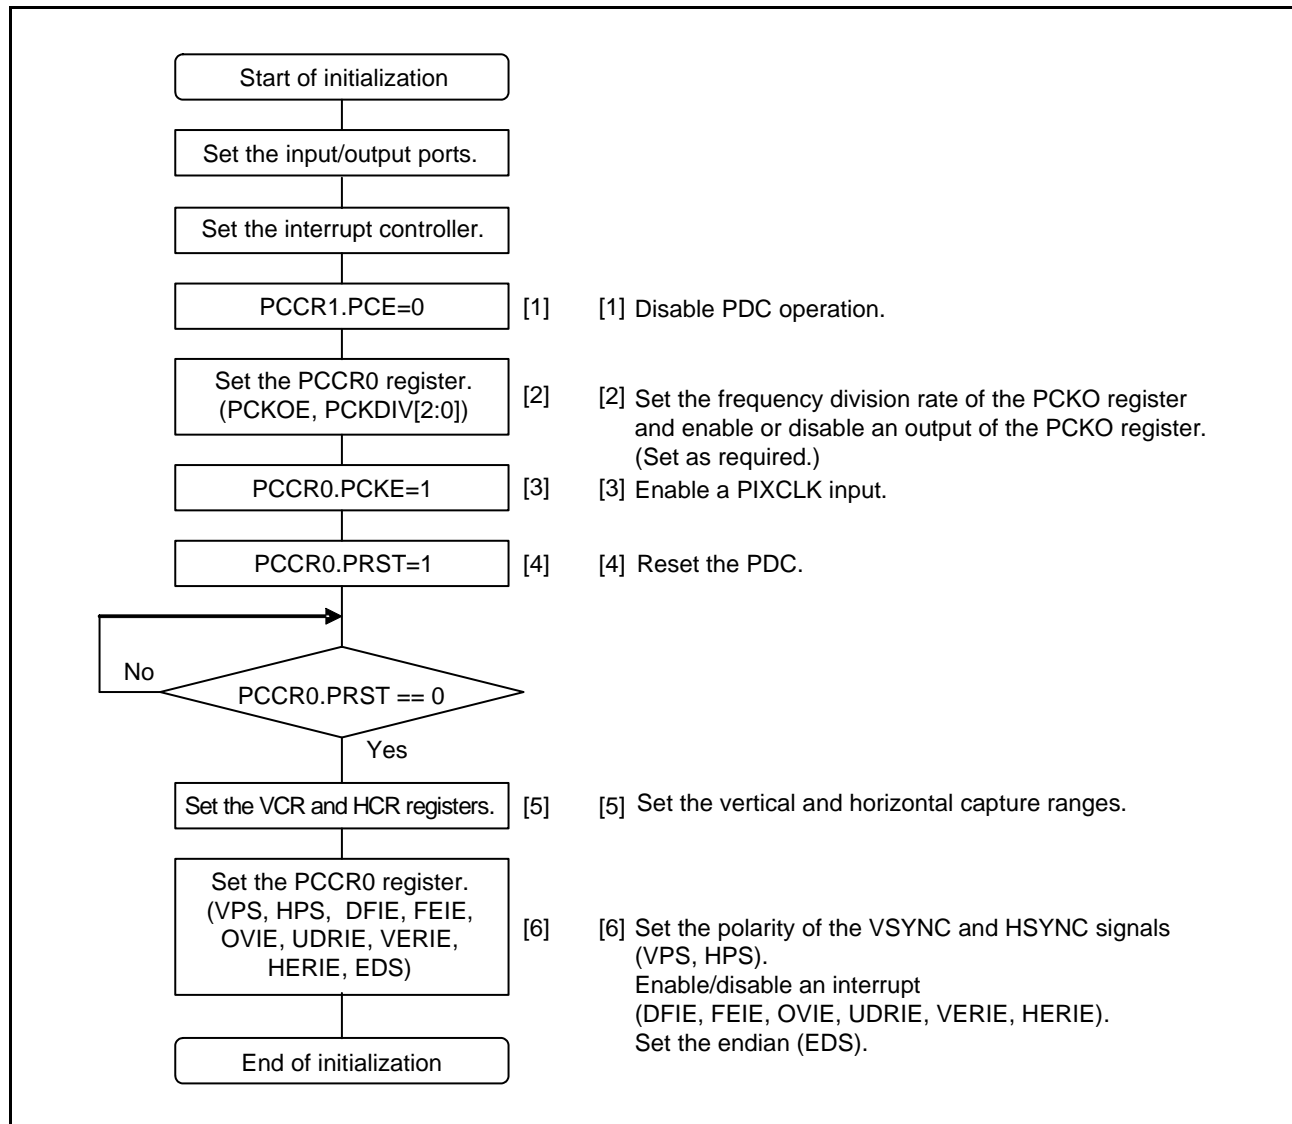 Start of initialization
Set the input/output ports.
Set the interrupt controller.
PCCR1.PCE=0 [1] [1] Disable PDC operation.
Set the PCCR0 register.
(PCKOE, PCKDIV[2:0])
[2] [2] Set the frequency division rate of the PCKO register
and enable or disable an output of the PCKO register.
(Set as required.)
PCCR0.PCKE=1 [3] [3] Enable a PIXCLK input.
PCCR0.PRST=1 [4] [4] Reset the PDC.
No
PCCR0.PRST == 0
Yes
Set the VCR and HCR registers. [5] [5] Set the vertical and horizontal capture ranges.
Set the PCCR0 register.
(VPS, HPS, DFIE, FEIE,
OVIE, UDRIE, VERIE,
HERIE, EDS)
[6] [6] Set the polarity of the VSYNC and HSYNC signals
(VPS, HPS).
Enable/disable an interrupt
(DFIE, FEIE, OVIE, UDRIE, VERIE, HERIE).
Set the endian (EDS).
End of initialization